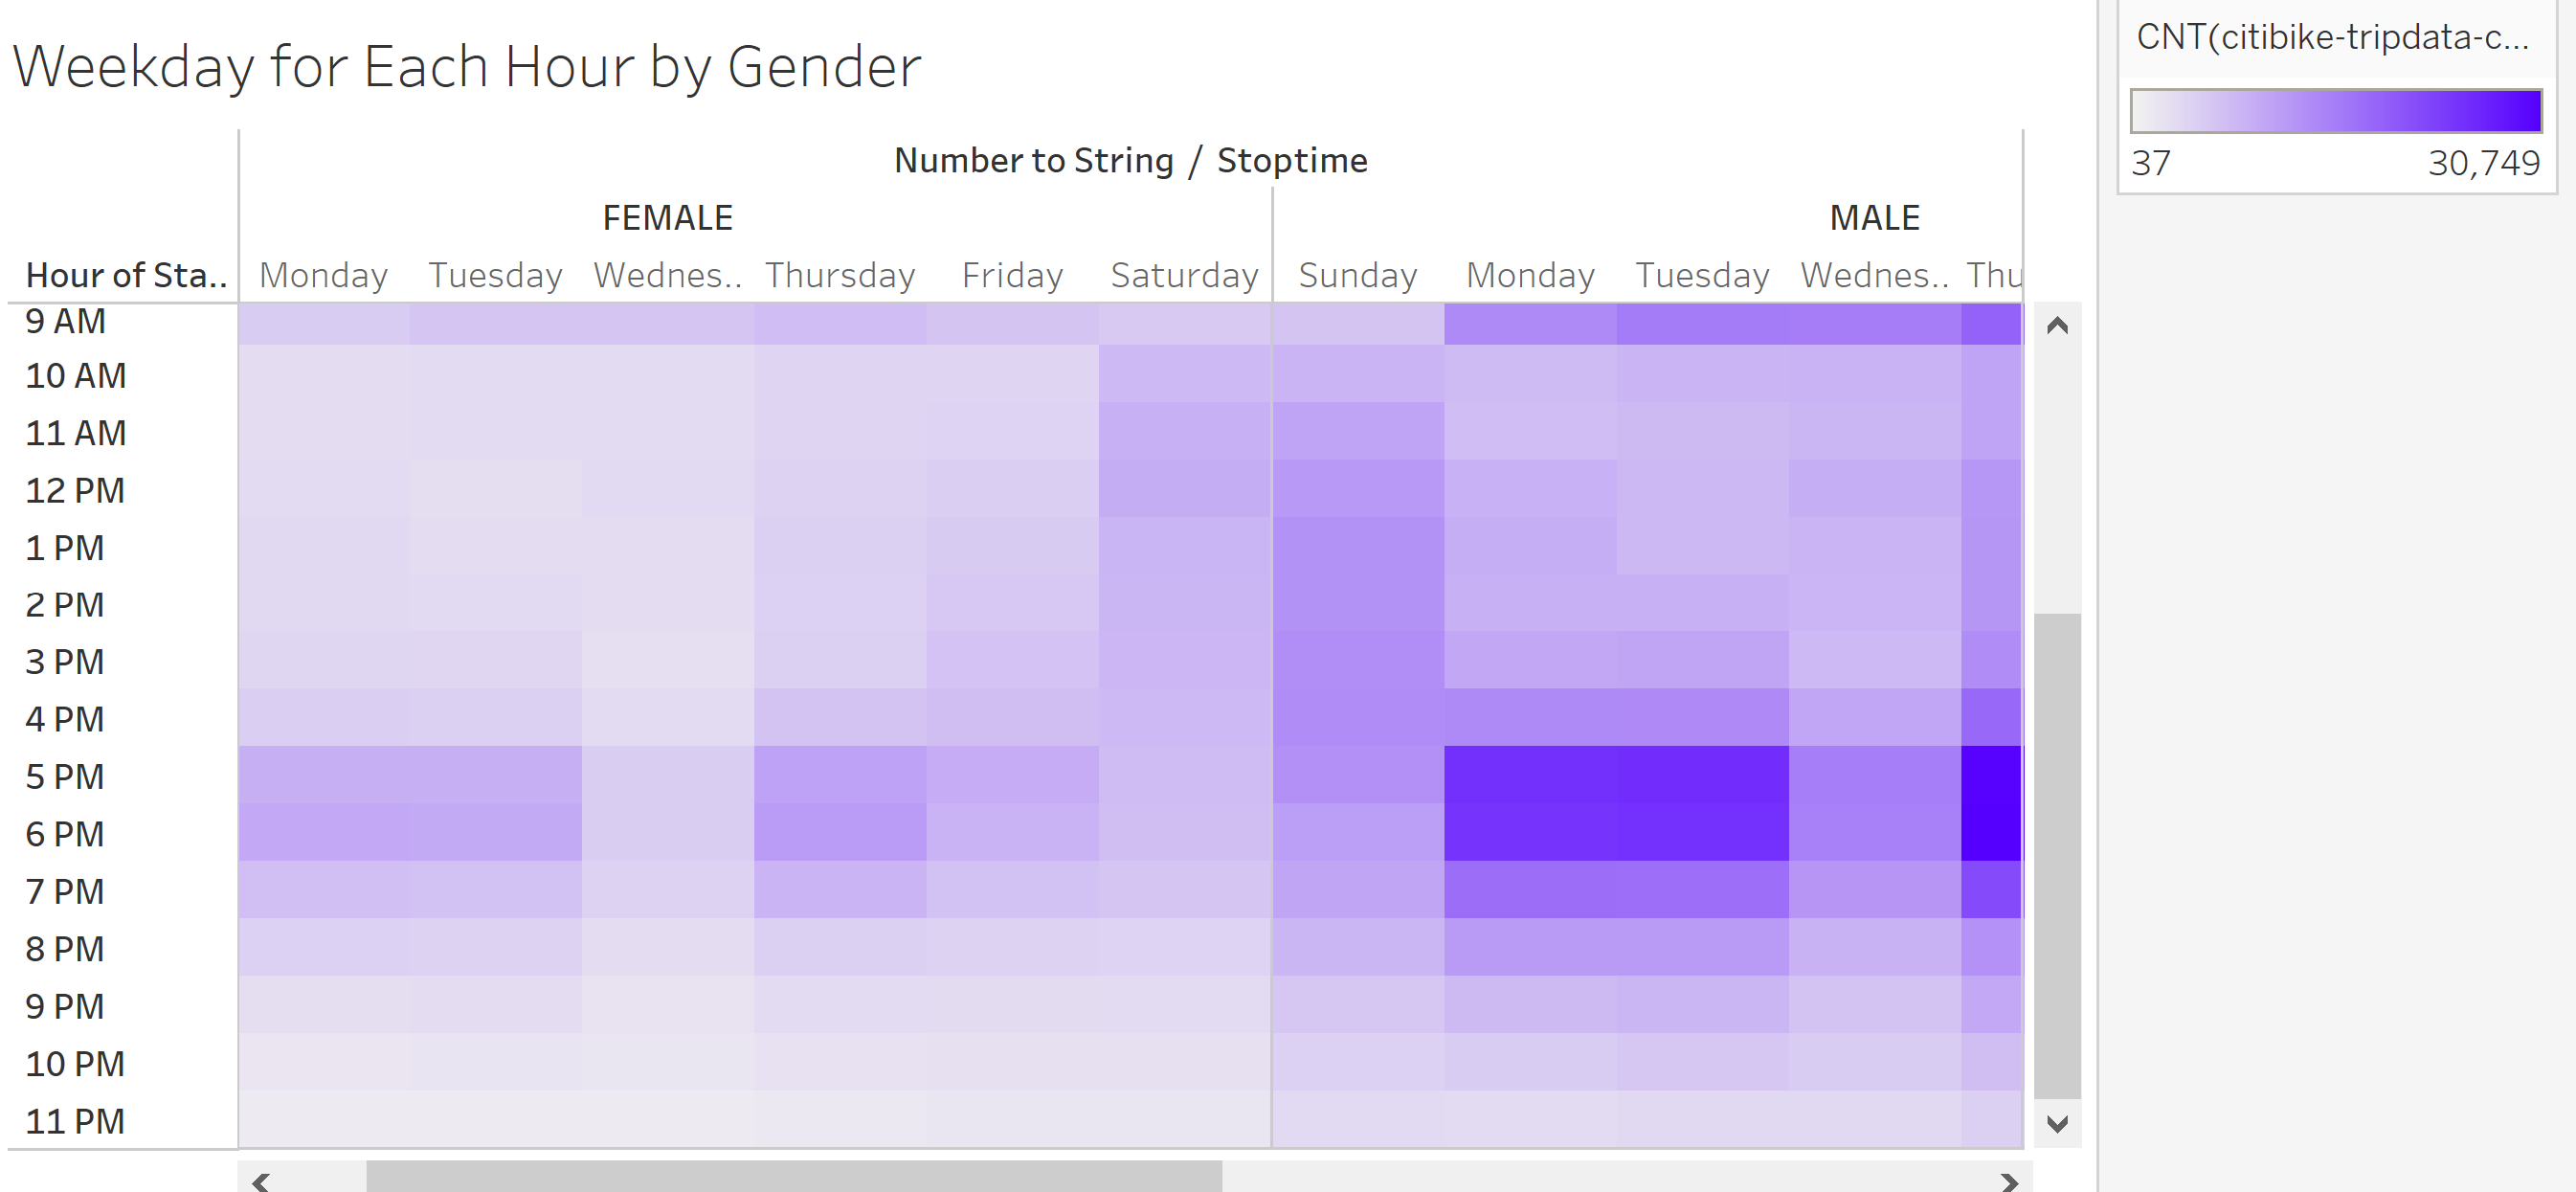 Weekday for Each Hour by Gender
CNT(citibike-tripdata-c...
37 30,749
Number to String / Stoptime
FEMALE MALE
Hour of Sta.. Monday Tuesday Wednes.. Thursday Friday Saturday Sunday Monday Tuesday Wednes.. Thu
9 AM
10 AM
11 AM
12 PM
1 PM
2 PM
3 PM
4 PM
5 PM
6 PM
7 PM
8 PM
9 PM
10 PM
11 PM